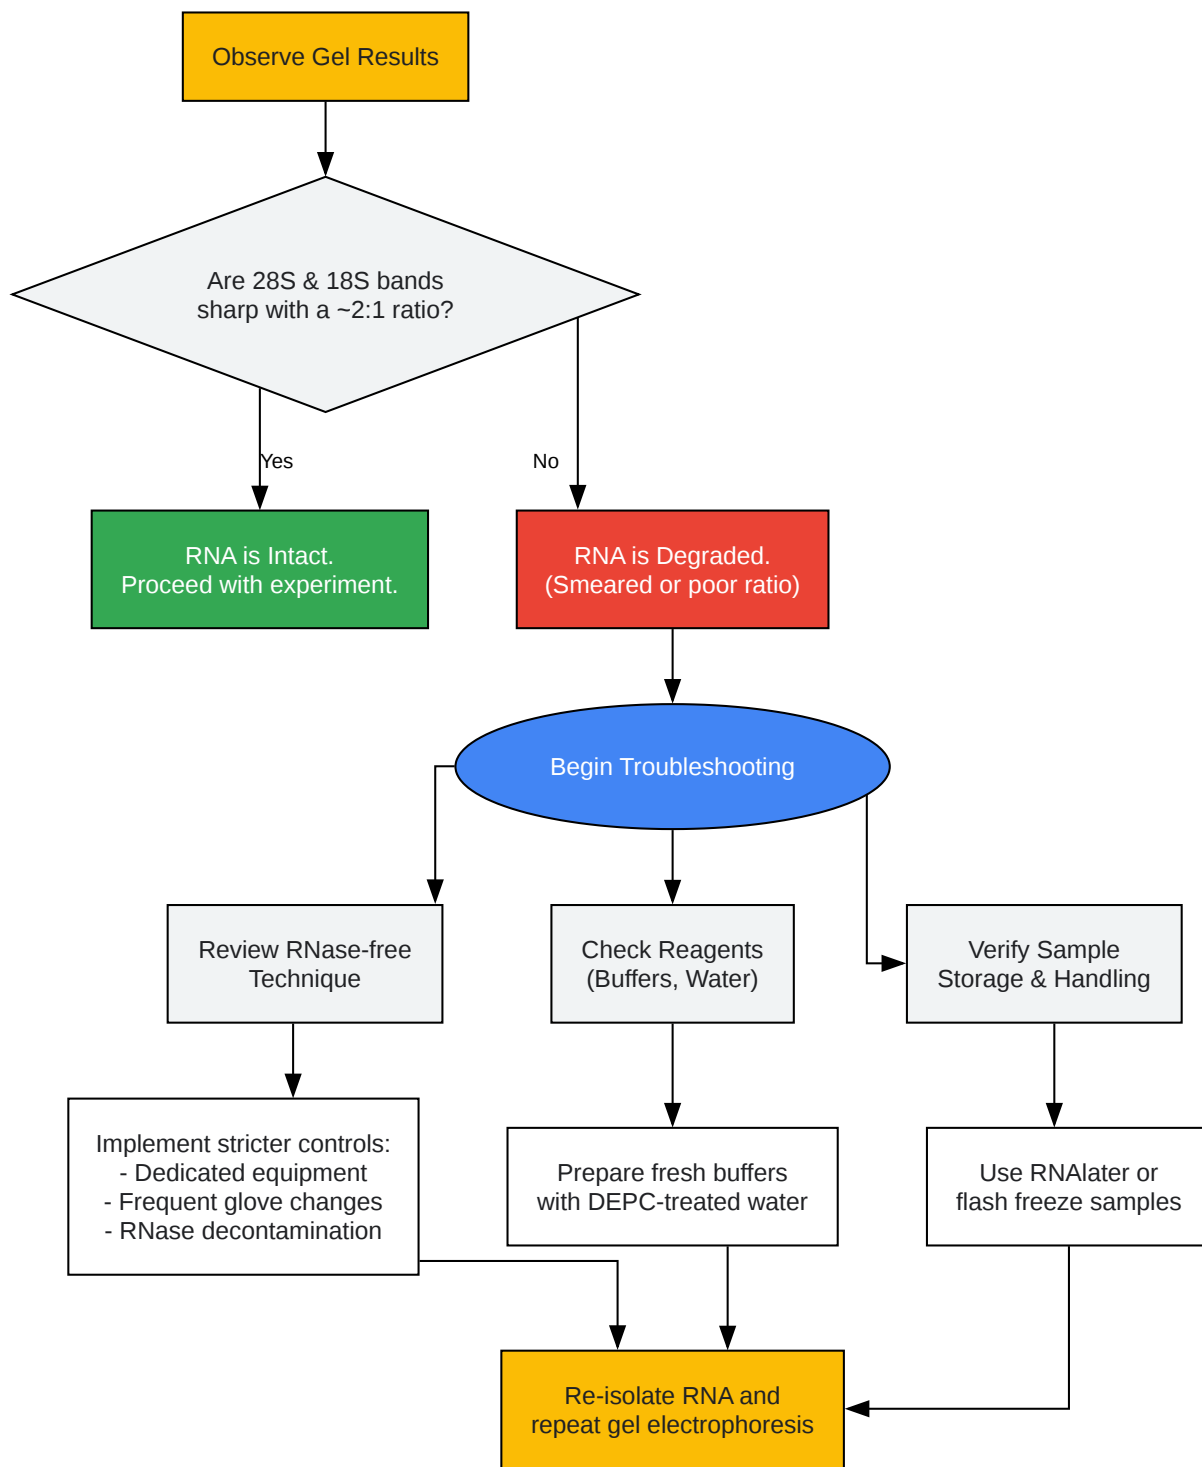 Observe Gel Results
Are 28S & 18S bands
sharp with a ~2:1 ratio?
Yes
No
RNA is Intact.
Proceed with experiment.
RNA is Degraded.
(Smeared or poor ratio)
Begin Troubleshooting
Review RNase-free
Technique
Check Reagents
(Buffers, Water)
Verify Sample
Storage & Handling
Implement stricter controls:
- Dedicated equipment
- Frequent glove changes
- RNase decontamination
Prepare fresh buffers
with DEPC-treated water
Use RNAlater or
flash freeze samples
Re-isolate RNA and
repeat gel electrophoresis